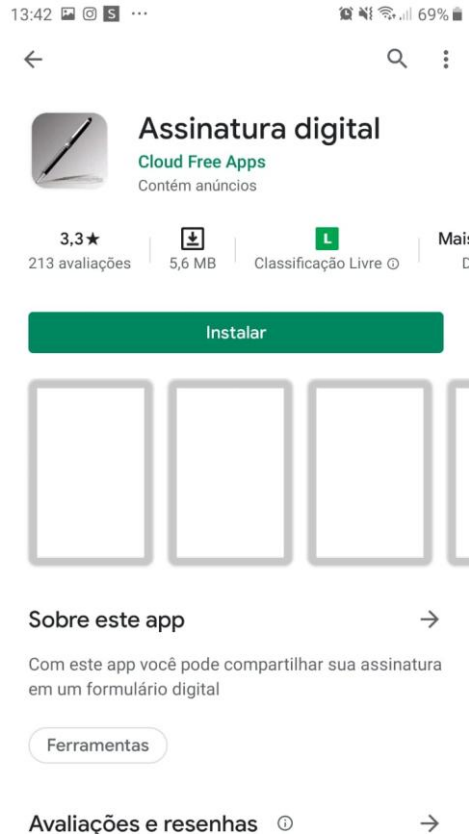 13:42 S ... 69%
Assinatura digital
Cloud Free Apps
Contém anúncios
3,3★ L Mais
213 avaliações 5,6 MB Classificação Livre D
Instalar
Sobre este app
Com este app você pode compartilhar sua assinatura
em um formulário digital
Ferramentas
Avaliações e resenhas